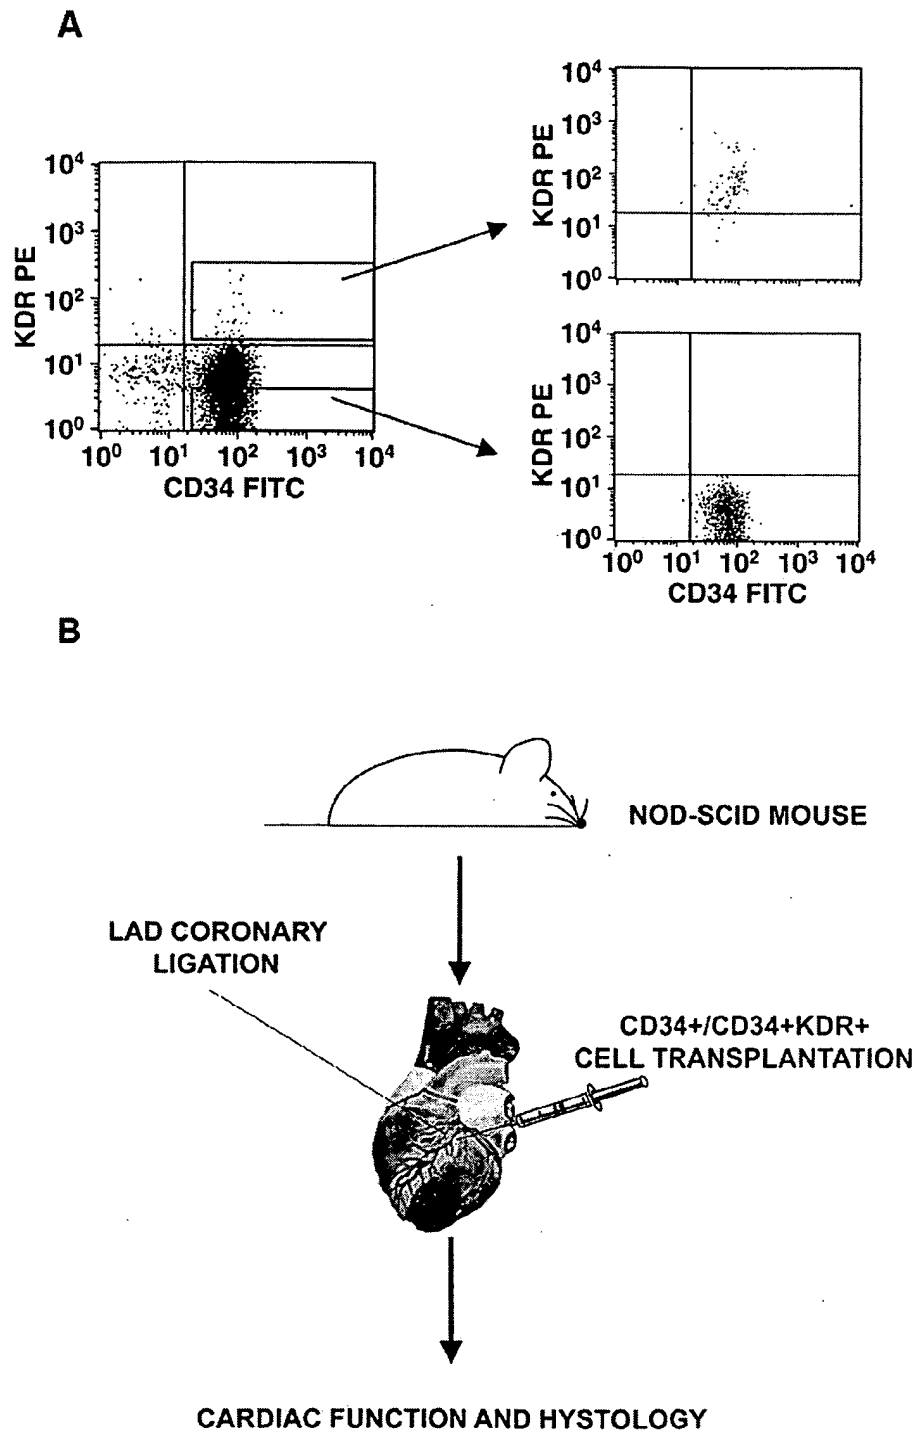 A
KDR PE
10⁴
10³
10²
10¹
10⁰
10⁰ 10¹ 10² 10³ 10⁴
CD34 FITC
KDR PE
10⁴
10³
10²
10¹
10⁰
KDR PE
10⁴
10³
10²
10¹
10⁰
10⁰ 10¹ 10² 10³ 10⁴
CD34 FITC
B
NOD-SCID MOUSE
LAD CORONARY
LIGATION
CD34+/CD34+KDR+
CELL TRANSPLANTATION
CARDIAC FUNCTION AND HYSTOLOGY